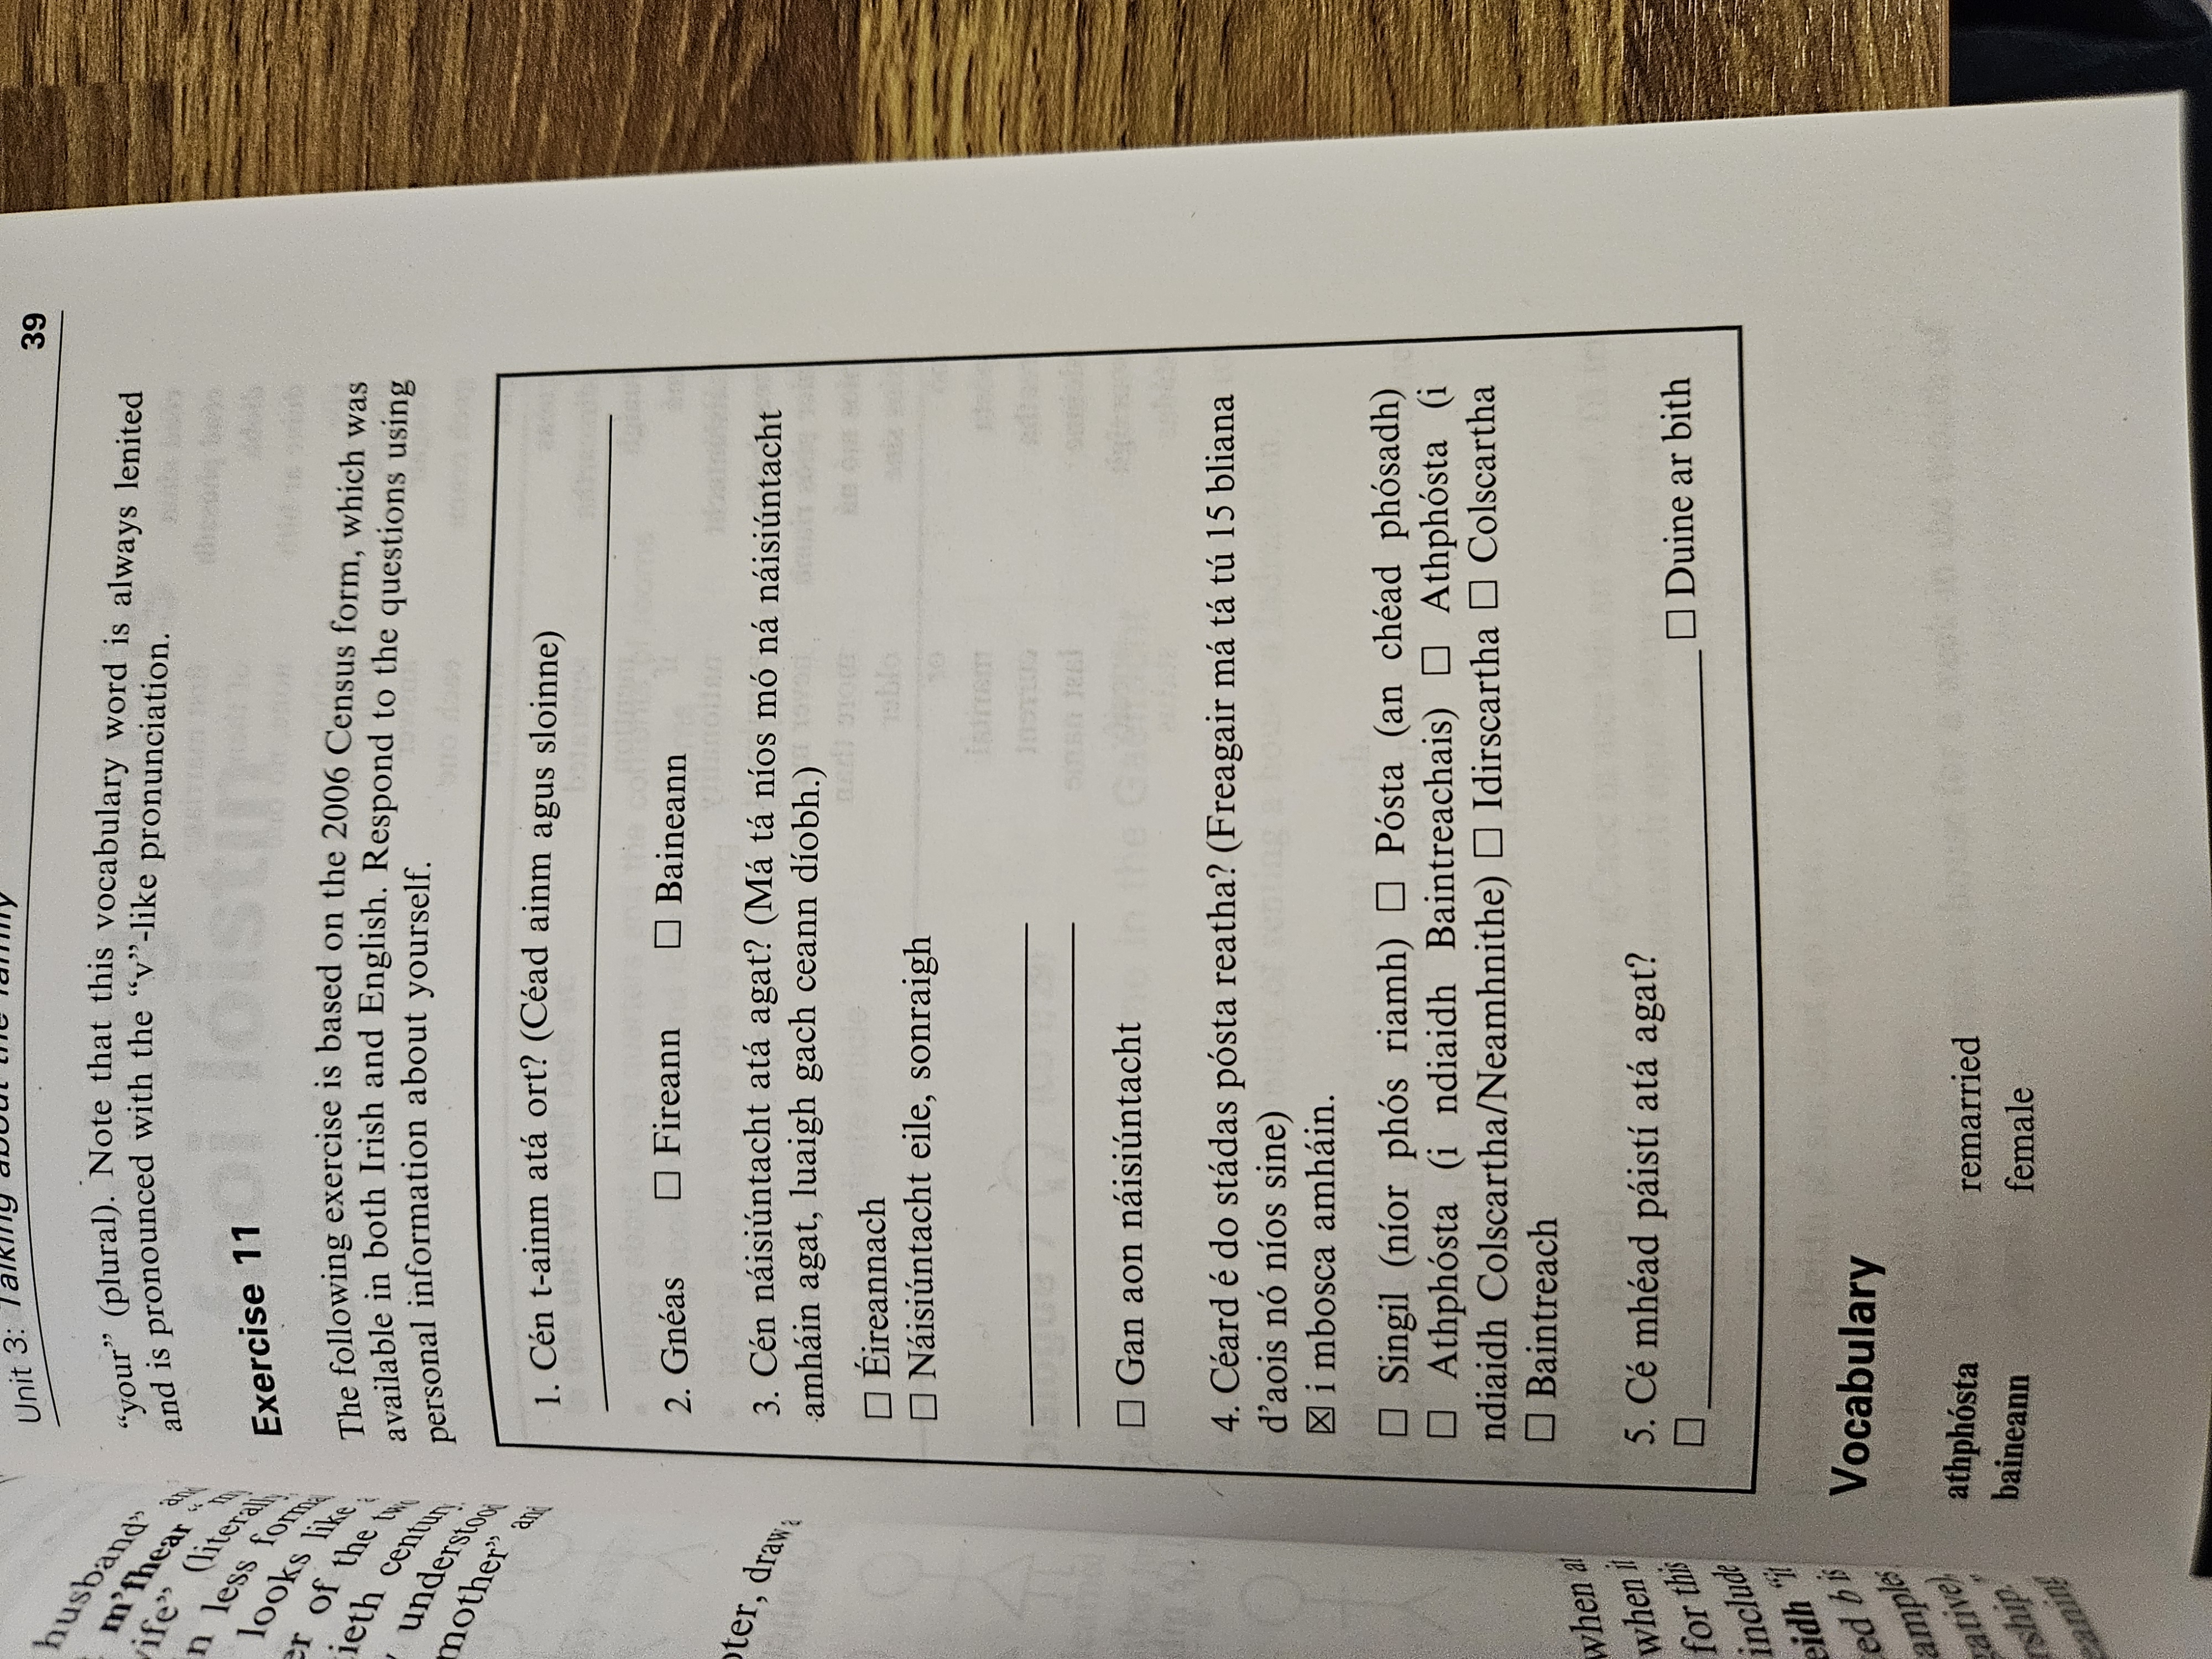 Unit 3: Talking about the family
39
husband”
m’fhear
wife” (literally
in less formal
looks like
er of the two
tieth century
understood
mother” and
oter, draw a
when at
when it
for this
include
eidh “it
ed b is
amples
gative),
rship.”
eaning
“your” (plural). Note that this vocabulary word is always lenited
and is pronounced with the “v”-like pronunciation.
Exercise 11
The following exercise is based on the 2006 Census form, which was
available in both Irish and English. Respond to the questions using
personal information about yourself.
1. Cén t-ainm atá ort? (Céad ainm agus sloinne)
2. Gnéas ☐ Fireann ☐ Baineann
3. Cén náisiúntacht atá agat? (Má tá níos mó ná náisiúntacht
amháin agat, luaigh gach ceann díobh.)
☐ Éireannach
☐ Náisiúntacht eile, sonraigh
☐ Gan aon náisiúntacht
4. Céard é do stádas pósta reatha? (Freagair má tá tú 15 bliana
d’aois nó níos sine)
☒ i mbosca amháin.
☐ Singil (níor phós riamh) ☐ Pósta (an chéad phósadh)
☐ Athphósta (i ndiaidh Baintreachais) ☐ Athphósta (i
ndiaidh Colscartha/Neamhnithe) ☐ Idirscartha ☐ Colscartha
☐ Baintreach
5. Cé mhéad páistí atá agat?
☐ ☐ Duine ar bith
Vocabulary
athphósta remarried
baineann female